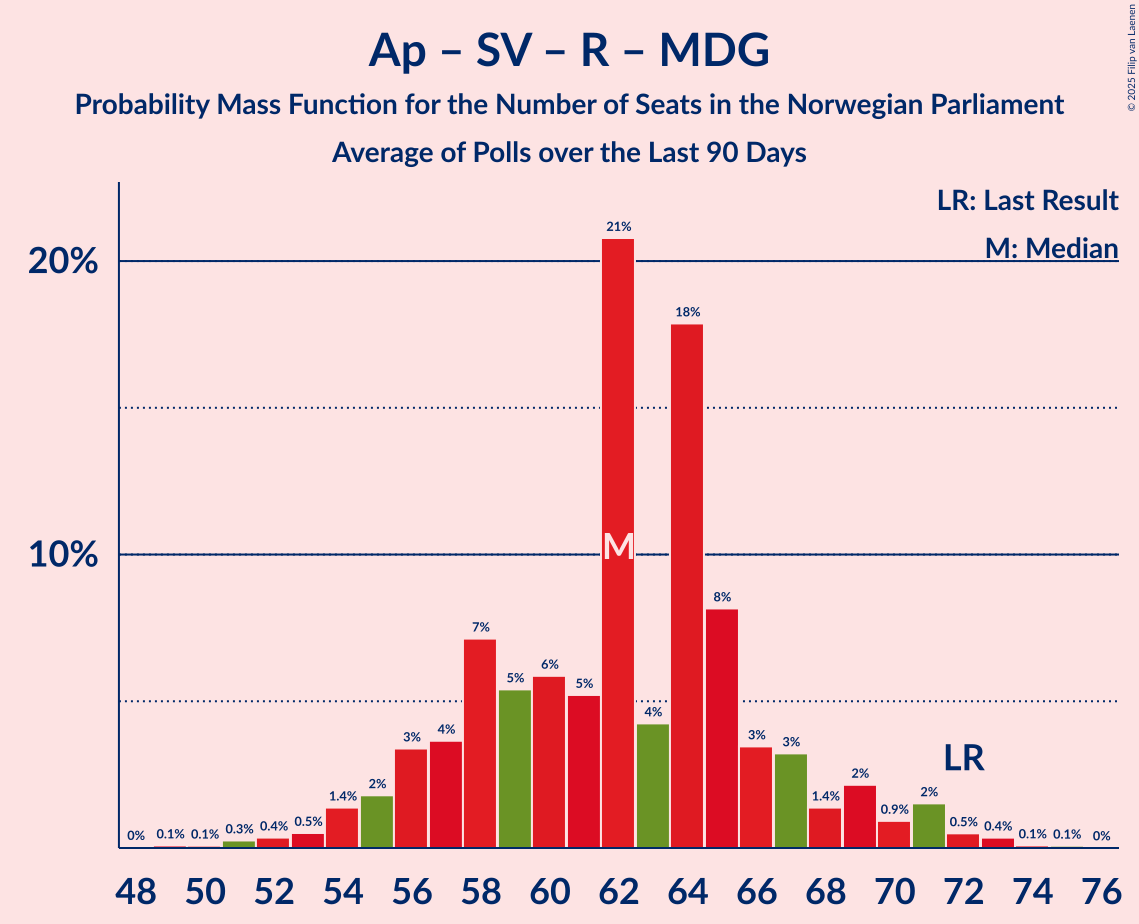 Ap – SV – R – MDG
Probability Mass Function for the Number of Seats in the Norwegian Parliament
Average of Polls over the Last 90 Days
© 2025 Filip van Laenen
LR: Last Result
M: Median
20%
10%
0% 0.1% 0.1% 0.3% 0.4% 0.5% 1.4% 2% 3% 4% 7% 5% 6% 5% 21% 4% 18% 8% 3% 3% 1.4% 2% 0.9% 2% 0.5% 0.4% 0.1% 0.1% 0%
M
LR
48 50 52 54 56 58 60 62 64 66 68 70 72 74 76